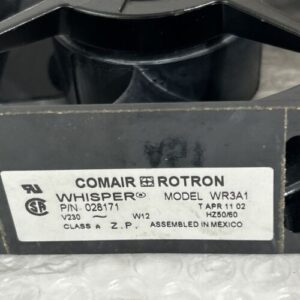 COMAIR ROTRON
WHISPER® MODEL WR3A1
P/N 028171 T APR 11 02
V230 ~ W12 HZ50/60
CLASS A Z.P. ASSEMBLED IN MEXICO